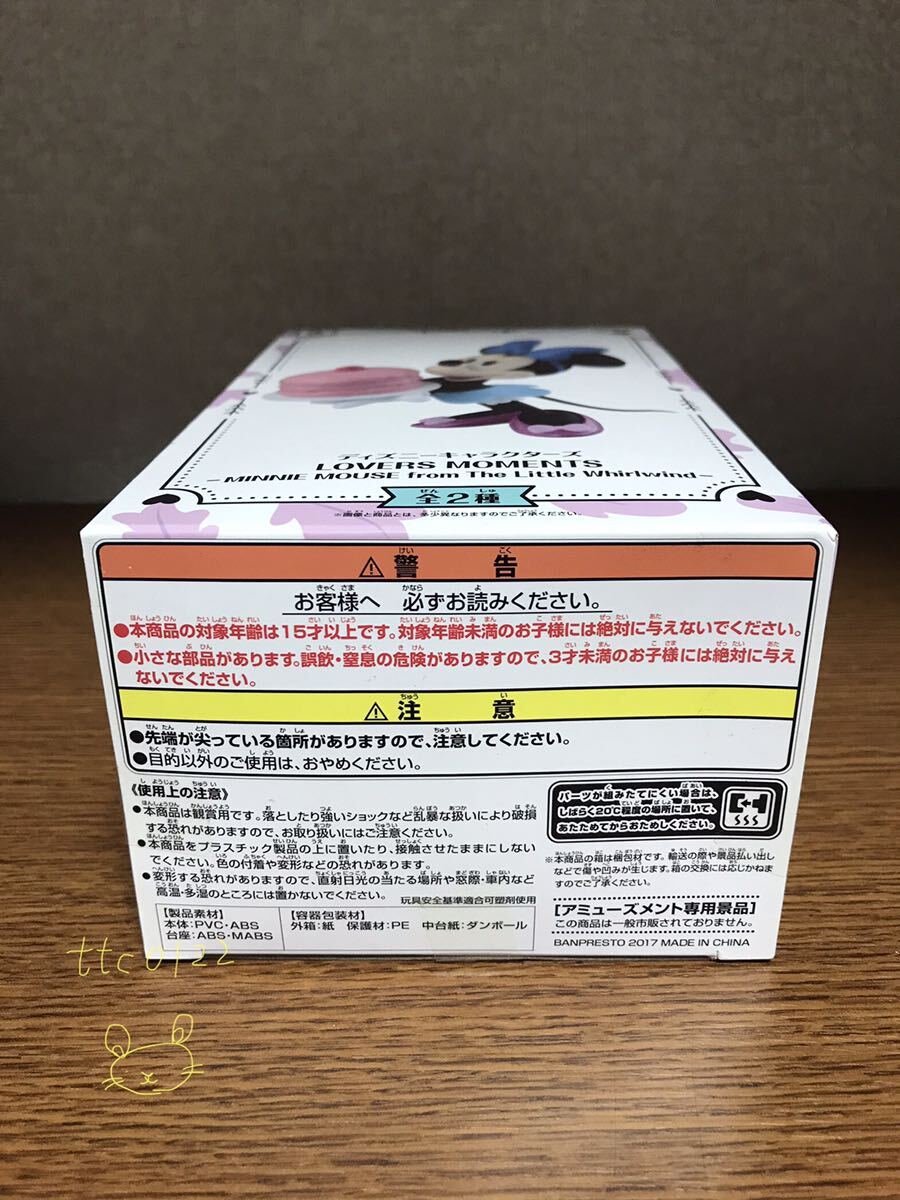 ディズニーキャラクターズ
LOVERS MOMENTS
-MINNIE MOUSE from The Little Whirlwind-
全2種
※画像と商品とは、多少異なりますのでご了承ください。
⚠警告
お客様へ 必ずお読みください。
●本商品の対象年齢は15才以上です。対象年齢未満のお子様には絶対に与えないでください。
●小さな部品があります。誤飲・窒息の危険がありますので、3才未満のお子様には絶対に与え
ないでください。
⚠注意
●先端が尖っている箇所がありますので、注意してください。
●目的以外のご使用は、おやめください。
《使用上の注意》
●本商品は観賞用です。落としたり強いショックなど乱暴な扱いにより破損
する恐れがありますので、お取り扱いにはご注意ください。
●本商品をプラスチック製品の上に置いたり、接触させたままにしない
でください。色の付着や変形などの恐れがあります。
●変形する恐れがありますので、直射日光の当たる場所や窓際・車内など
高温・多湿のところには置かないでください。
玩具安全基準適合可塑剤使用
[製品素材]
本体:PVC・ABS
台座:ABS・MABS
[容器包装材]
外箱:紙 保護材:PE 中台紙:ダンボール
パーツが組みたてにくい場合は、
しばらく20℃程度の場所に置いて、
あたためてからおためしください。
※本商品の箱は梱包材です。輸送の際や景品払い出し
などで傷や凹みが生じます。箱の交換には応じかねま
すのでご了承ください。
[アミューズメント専用景品]
この商品は一般市販されておりません。
BANPRESTO 2017 MADE IN CHINA
ttc0122